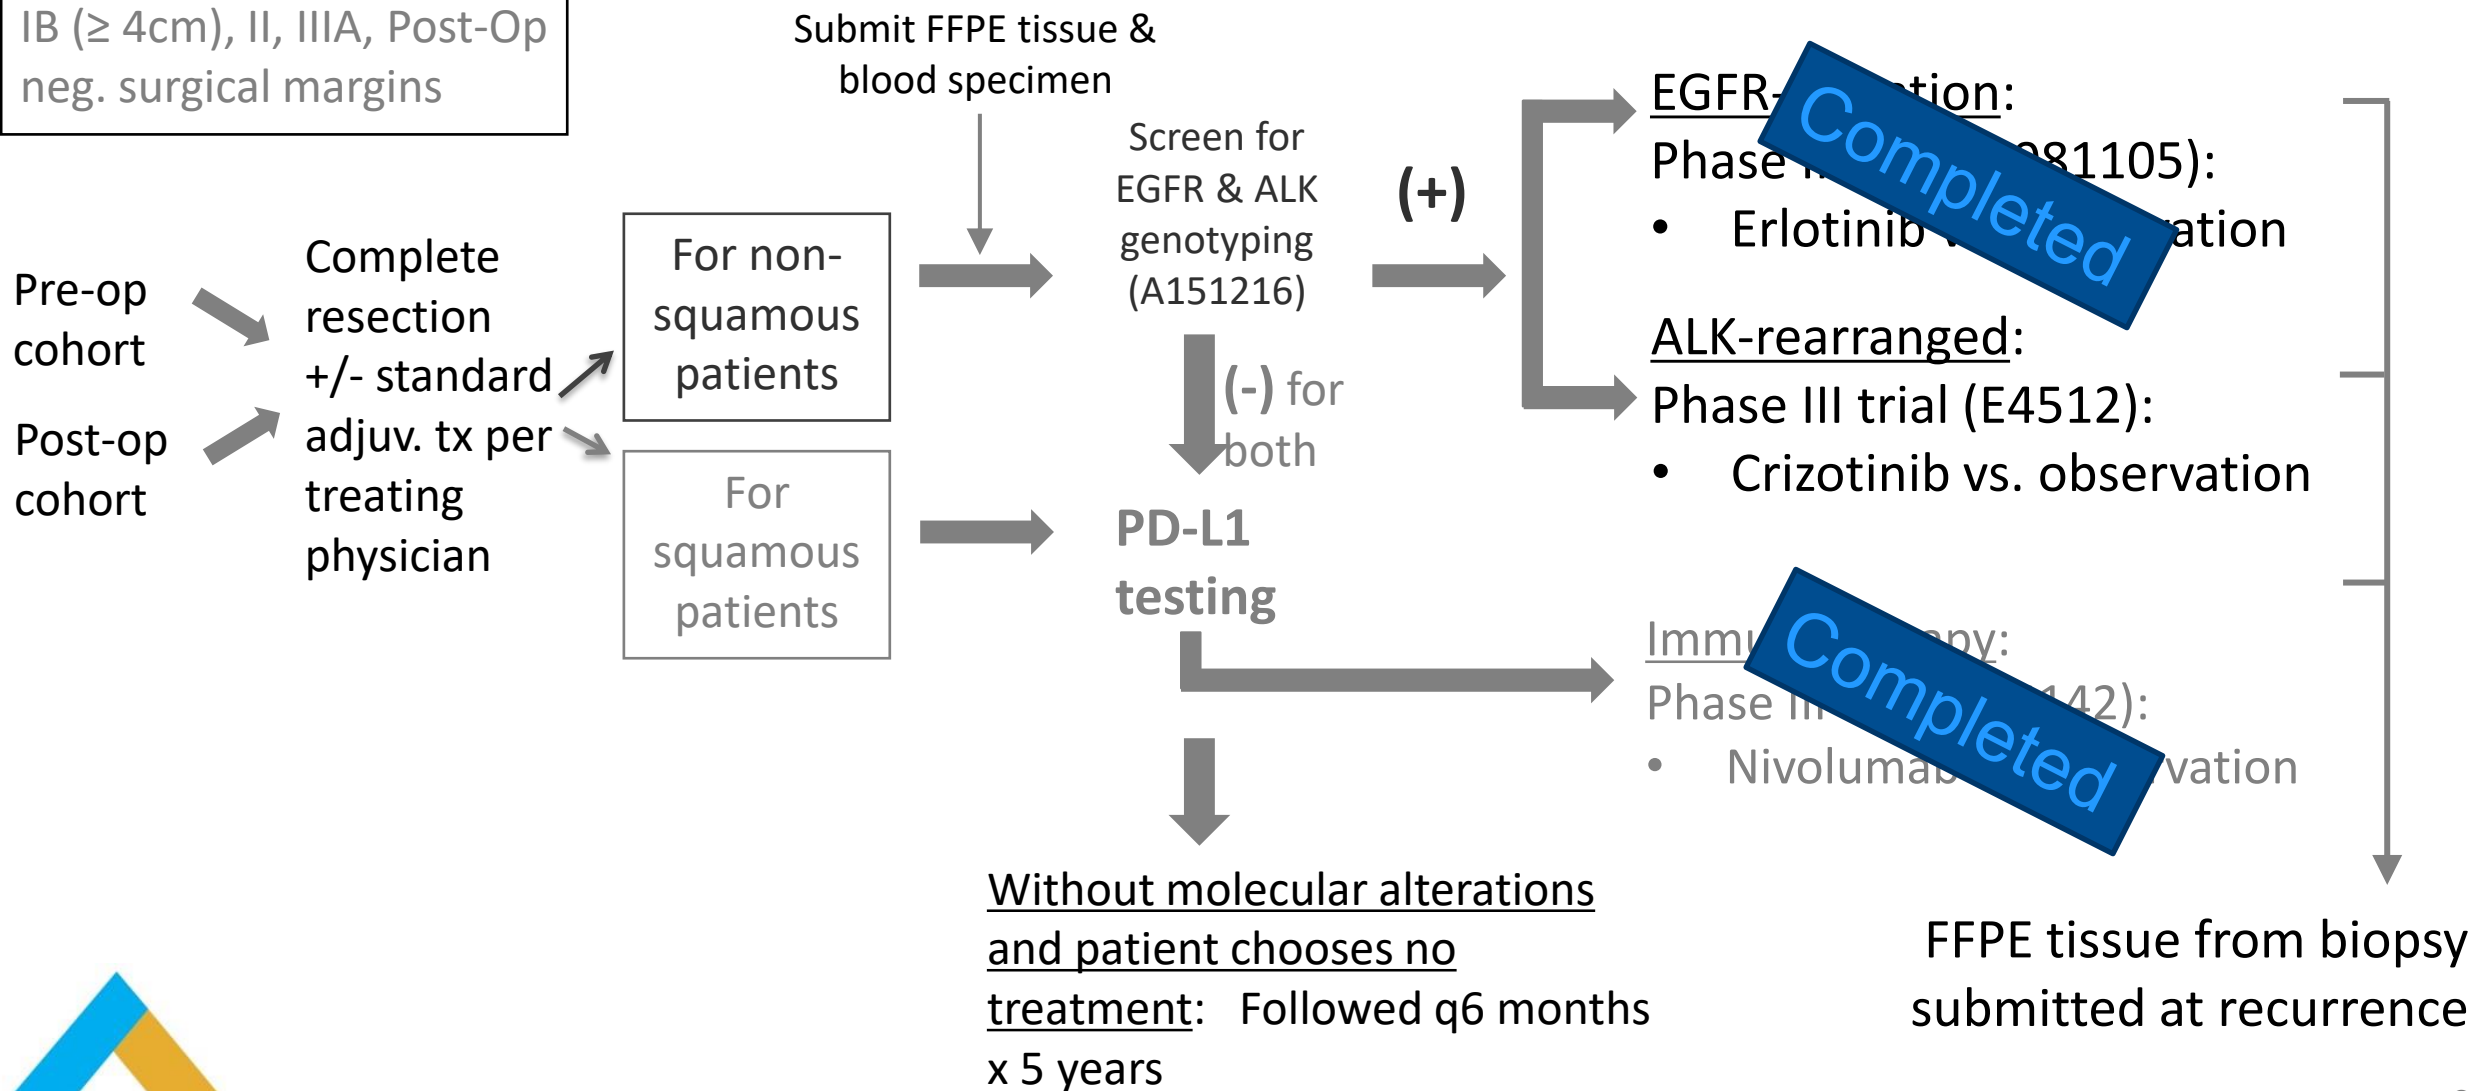 IB (≥ 4cm), II, IIIA, Post-Op
neg. surgical margins
Submit FFPE tissue &
blood specimen
Pre-op
cohort
Post-op
cohort
Complete
resection
+/- standard
adjuv. tx per
treating
physician
For non-
squamous
patients
For
squamous
patients
Screen for
EGFR & ALK
genotyping
(A151216)
(+)
(-) for
both
PD-L1
testing
EGFR- tion:
Phase 081105):
• Erlotinib ation
Completed
ALK-rearranged:
Phase III trial (E4512):
• Crizotinib vs. observation
Imm apy:
Phase III 142):
• Nivolumab vation
Completed
Without molecular alterations
and patient chooses no
treatment: Followed q6 months
x 5 years
FFPE tissue from biopsy
submitted at recurrence